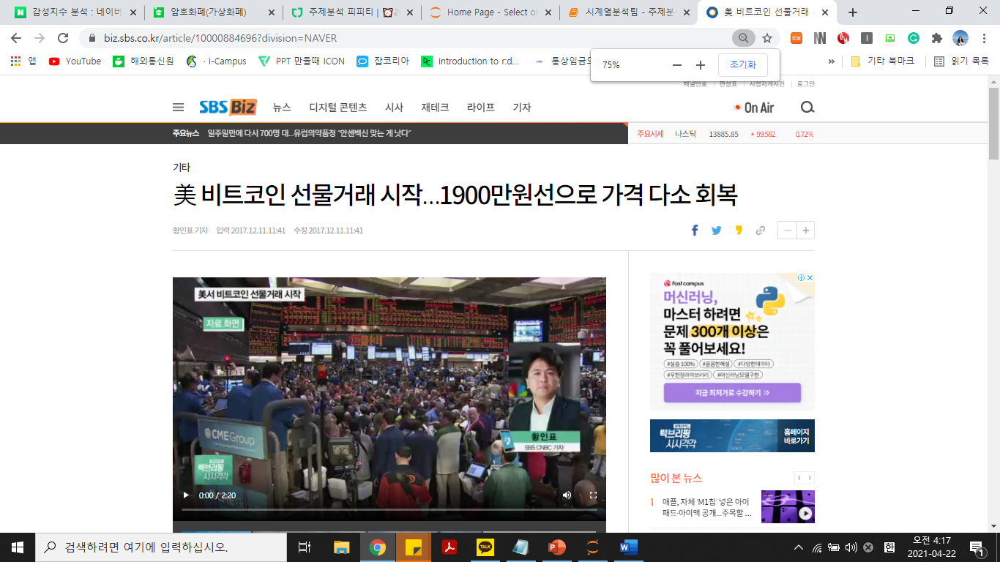 감성지수 분석 : 네이버
암호화폐(가상화폐)
주제분석 피피티 |
Home Page - Select or
시계열분석팀 - 주제분
美 비트코인 선물거래
biz.sbs.co.kr/article/10000884696?division=NAVER
앱
YouTube
해외통신원
· i-Campus
PPT 만들때 ICON
잡코리아
introduction to r:d...
통상임금의
»
기타 북마크
읽기 목록
75%
초기화
채널번호
편성표
시청자게시판
로그인
SBS Biz
뉴스
디지털 콘텐츠
시사
재테크
라이프
기자
On Air
주요뉴스 일주일만에 다시 700명 대...유럽의약품청 “얀센백신 맞는 게 낫다”
주요시세 나스닥 13885.85 99.582 0.72%
기타
美 비트코인 선물거래 시작...1900만원선으로 가격 다소 회복
황인표 기자 입력 2017.12.11.11:41 수정 2017.12.11.11:41
美서 비트코인 선물거래 시작
자료 화면
CME Group
황인표
SBS CNBC 기자
백브리핑
시시각각
0:00 / 2:20
CME Group
fast campus
머신러닝,
마스터 하려면
문제 300개 이상은
꼭 풀어보세요!
#실습 100% #꼼꼼한해설 #다양한데이터
#무한정라이브러리 #머신러닝모델구현
지금 최저가로 수강하기 »
백브리핑
시시각각
홈페이지
바로가기
많이 본 뉴스
1 애플, 자체 'M1칩' 넣은 아이
패드·아이맥 공개...주목할 ...
검색하려면 여기에 입력하십시오.
TALK
한
오전 4:17
2021-04-22
1